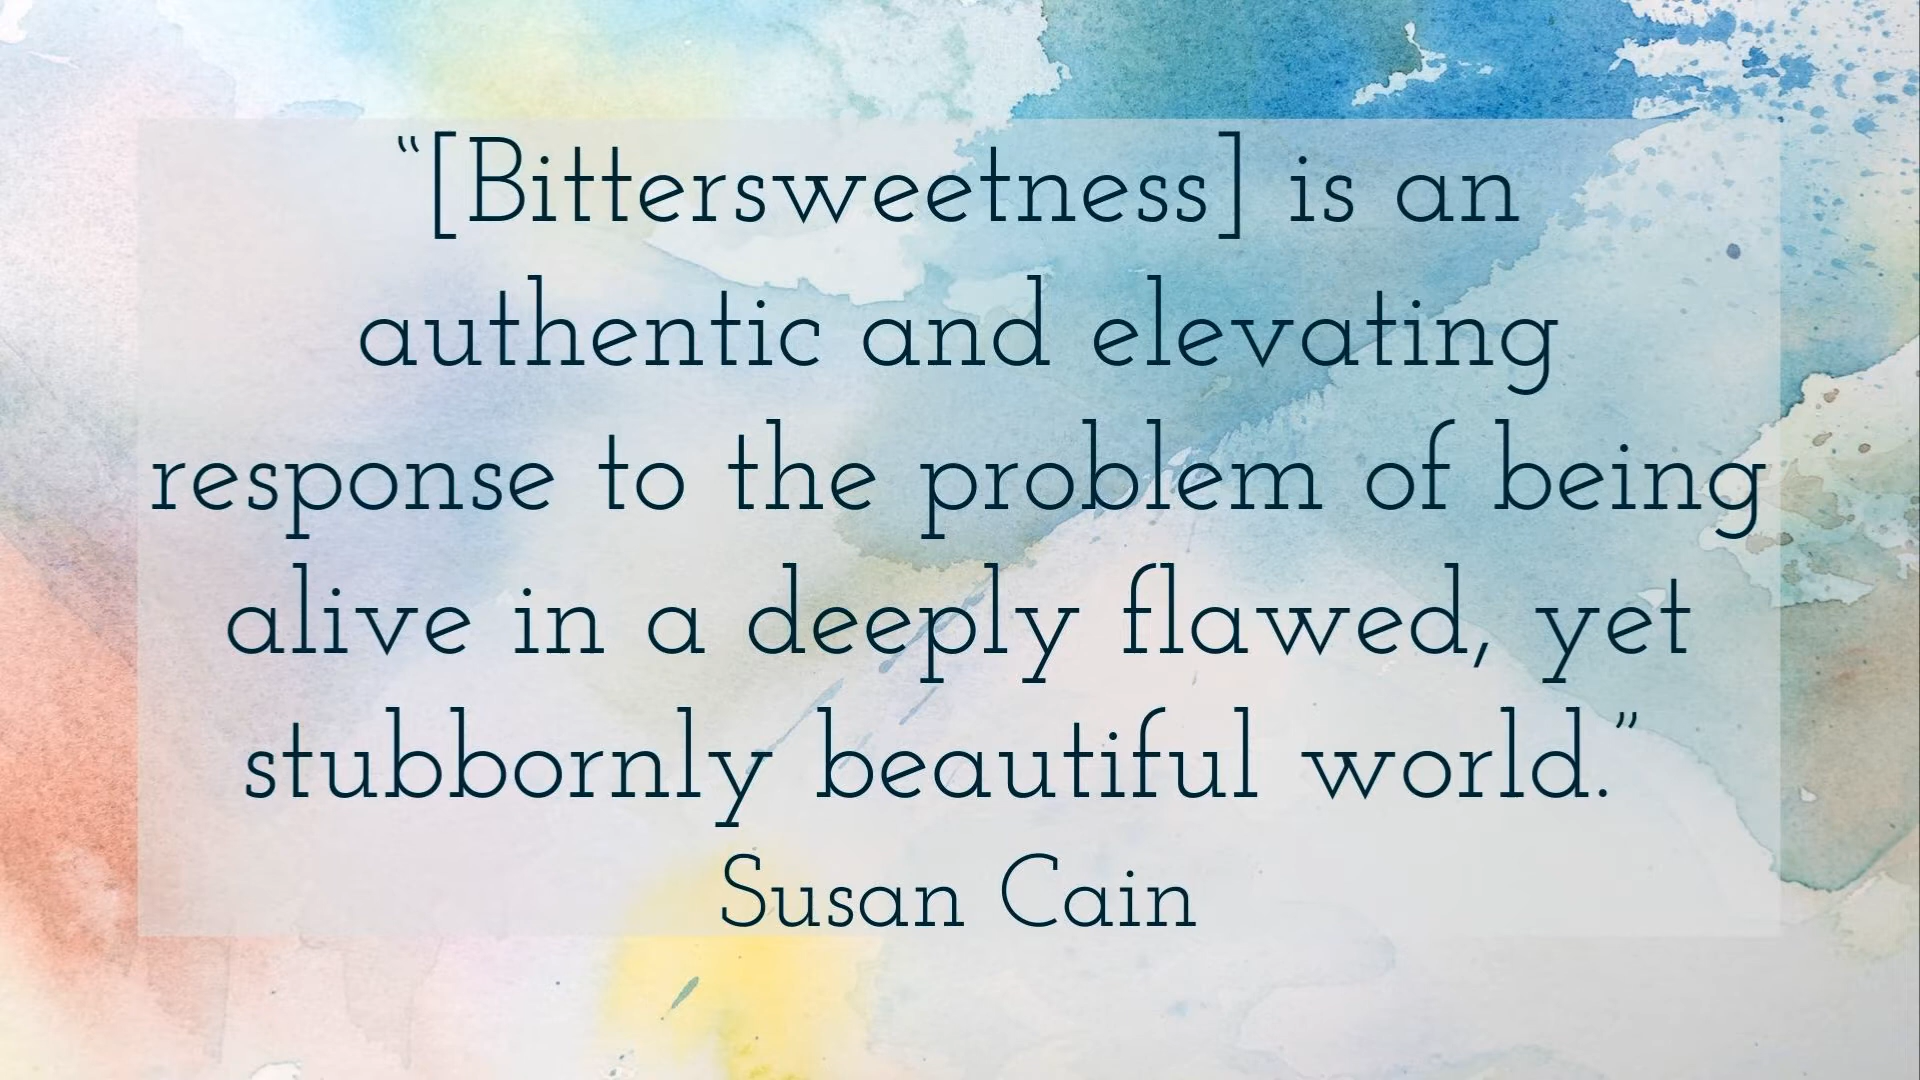 “[Bittersweetness] is an
authentic and elevating
response to the problem of being
alive in a deeply flawed, yet
stubbornly beautiful world.”
Susan Cain